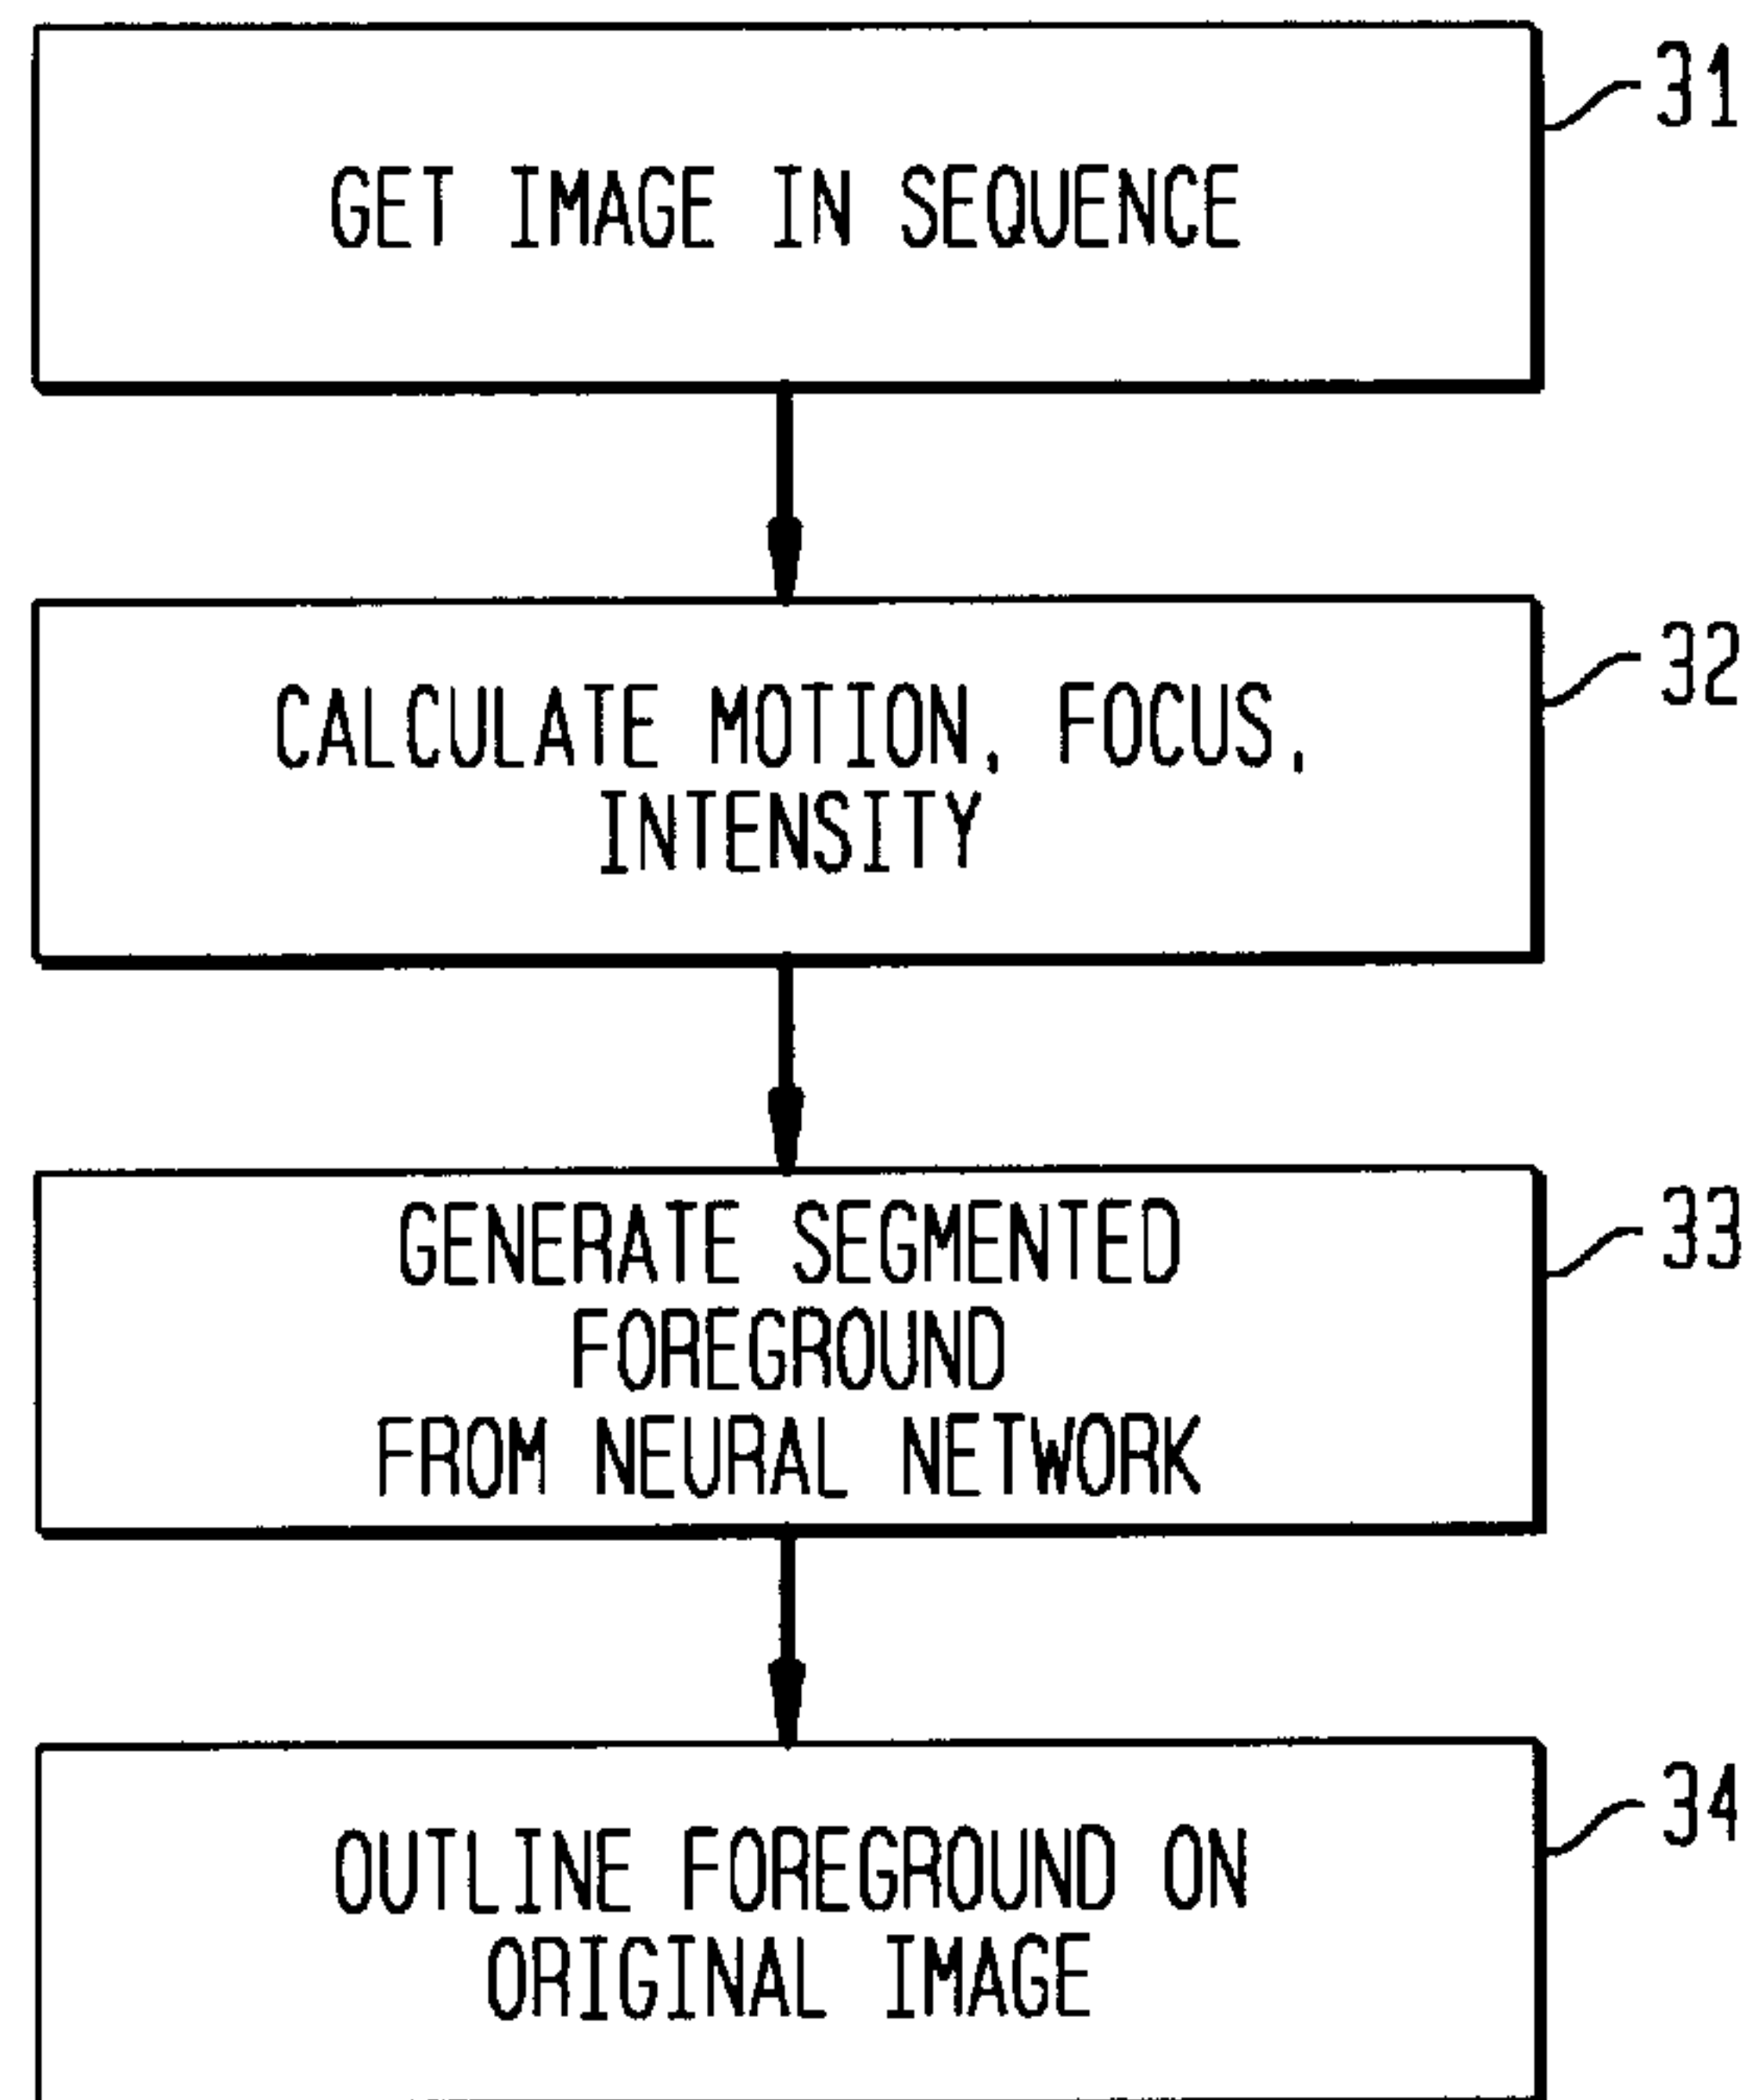 31
GET IMAGE IN SEQUENCE
32
CALCULATE MOTION, FOCUS,
INTENSITY
33
GENERATE SEGMENTED
FOREGROUND
FROM NEURAL NETWORK
34
OUTLINE FOREGROUND ON
ORIGINAL IMAGE